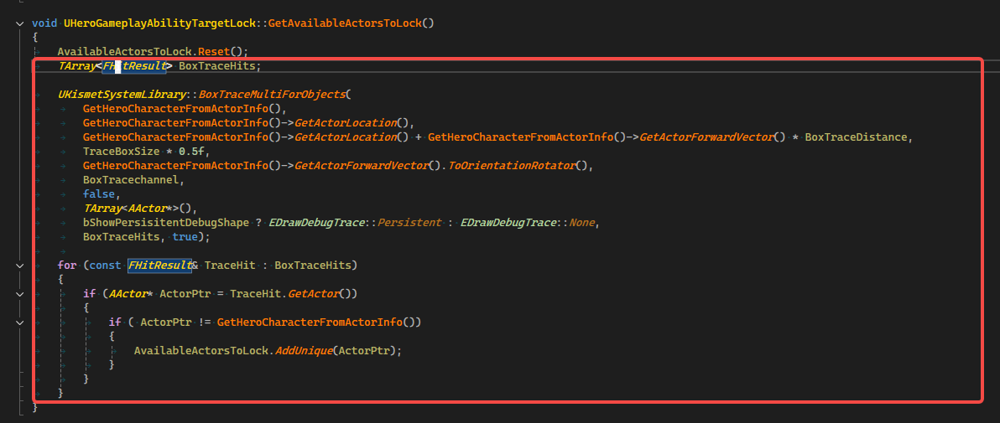 void UHeroGameplayAbilityTargetLock::GetAvailableActorsToLock()
{
AvailableActorsToLock.Reset();
TArray<FHitResult> BoxTraceHits;
UKismetSystemLibrary::BoxTraceMultiForObjects(
GetHeroCharacterFromActorInfo(),
GetHeroCharacterFromActorInfo()->GetActorLocation(),
GetHeroCharacterFromActorInfo()->GetActorLocation() + GetHeroCharacterFromActorInfo()->GetActorForwardVector() * BoxTraceDistance,
TraceBoxSize * 0.5f,
GetHeroCharacterFromActorInfo()->GetActorForwardVector().ToOrientationRotator(),
BoxTracechannel,
false,
TArray<AActor*>(),
bShowPersisitentDebugShape ? EDrawDebugTrace::Persistent : EDrawDebugTrace::None,
BoxTraceHits, true);
for (const FHitResult& TraceHit : BoxTraceHits)
{
if (AActor* ActorPtr = TraceHit.GetActor())
{
if ( ActorPtr != GetHeroCharacterFromActorInfo())
{
AvailableActorsToLock.AddUnique(ActorPtr);
}
}
}
}